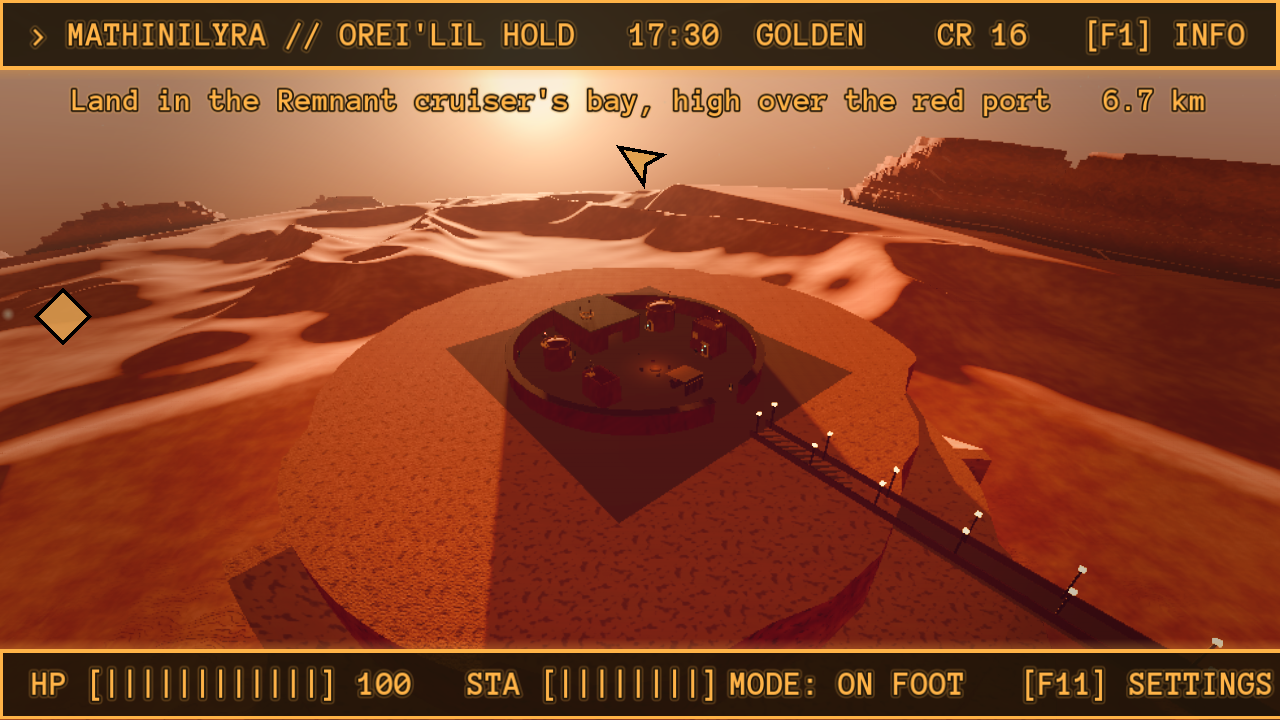 > MATHINILYRA // OREI'LIL HOLD 17:30 GOLDEN CR 16 [F1] INFO
Land in the Remnant cruiser's bay, high over the red port 6.7 km
HP [||||||||||||] 100 STA [||||||||] MODE: ON FOOT [F11] SETTINGS